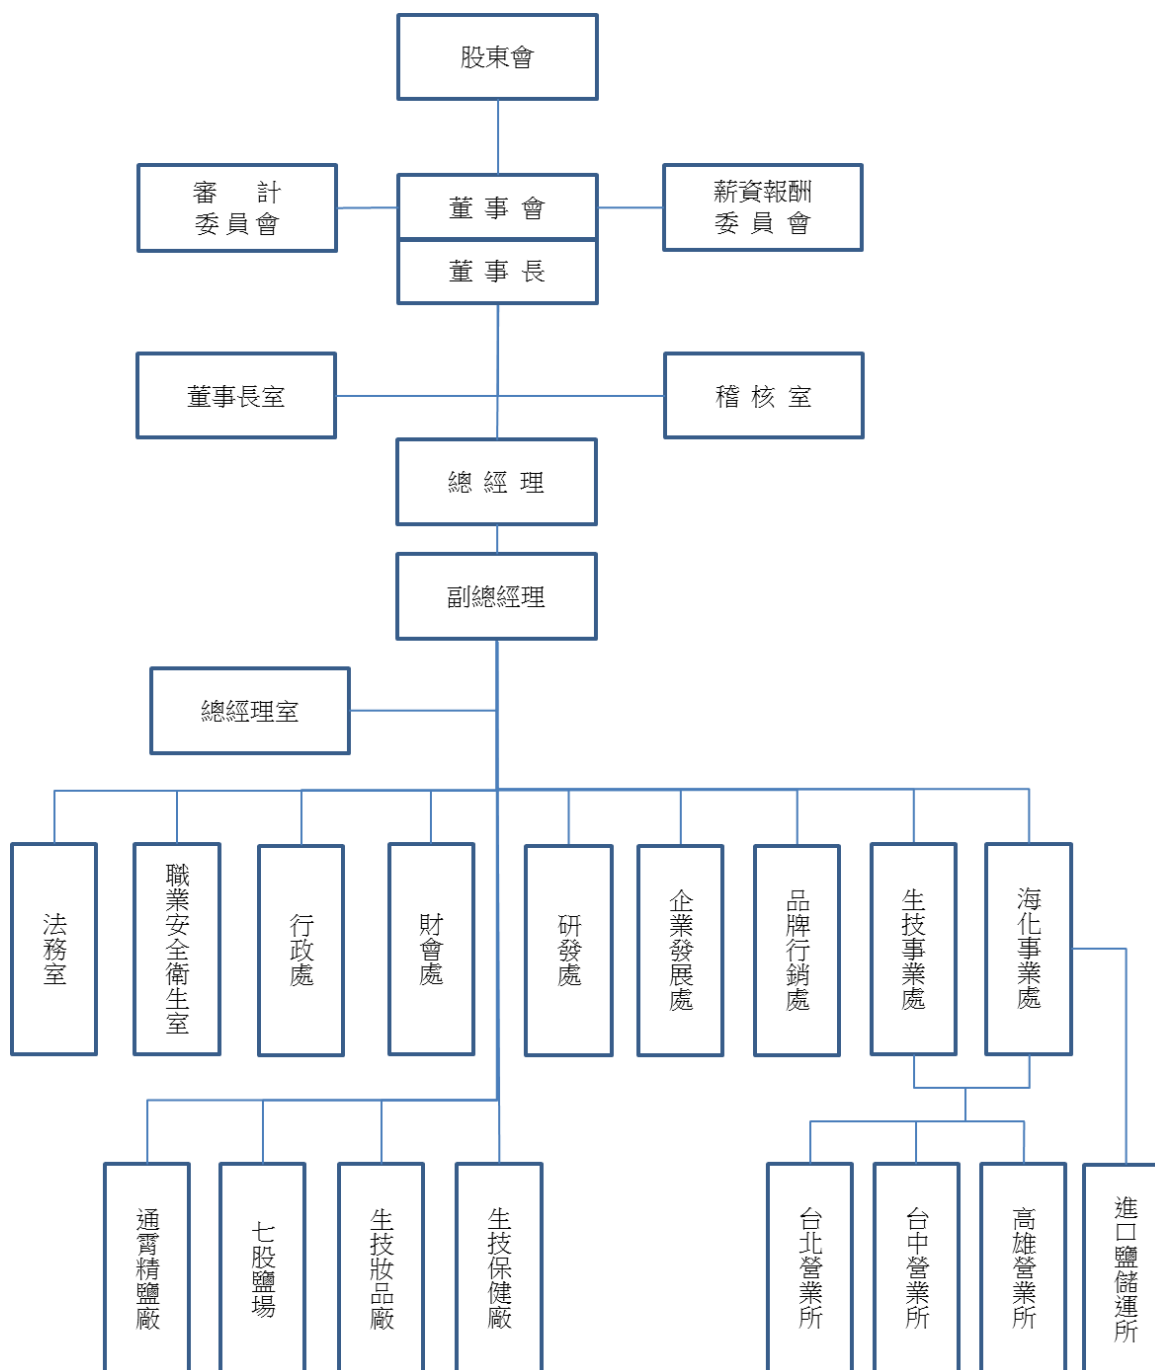 股東會
審計
委員會
董事會
薪資報酬
委員會
董事長
董事長室
稽核室
總經理
副總經理
總經理室
法務室
職業安全衛生室
行政處
財會處
研發處
企業發展處
品牌行銷處
生技事業處
海化事業處
通霄精鹽廠
七股鹽場
生技妝品廠
生技保健廠
台北營業所
台中營業所
高雄營業所
進口鹽儲運所